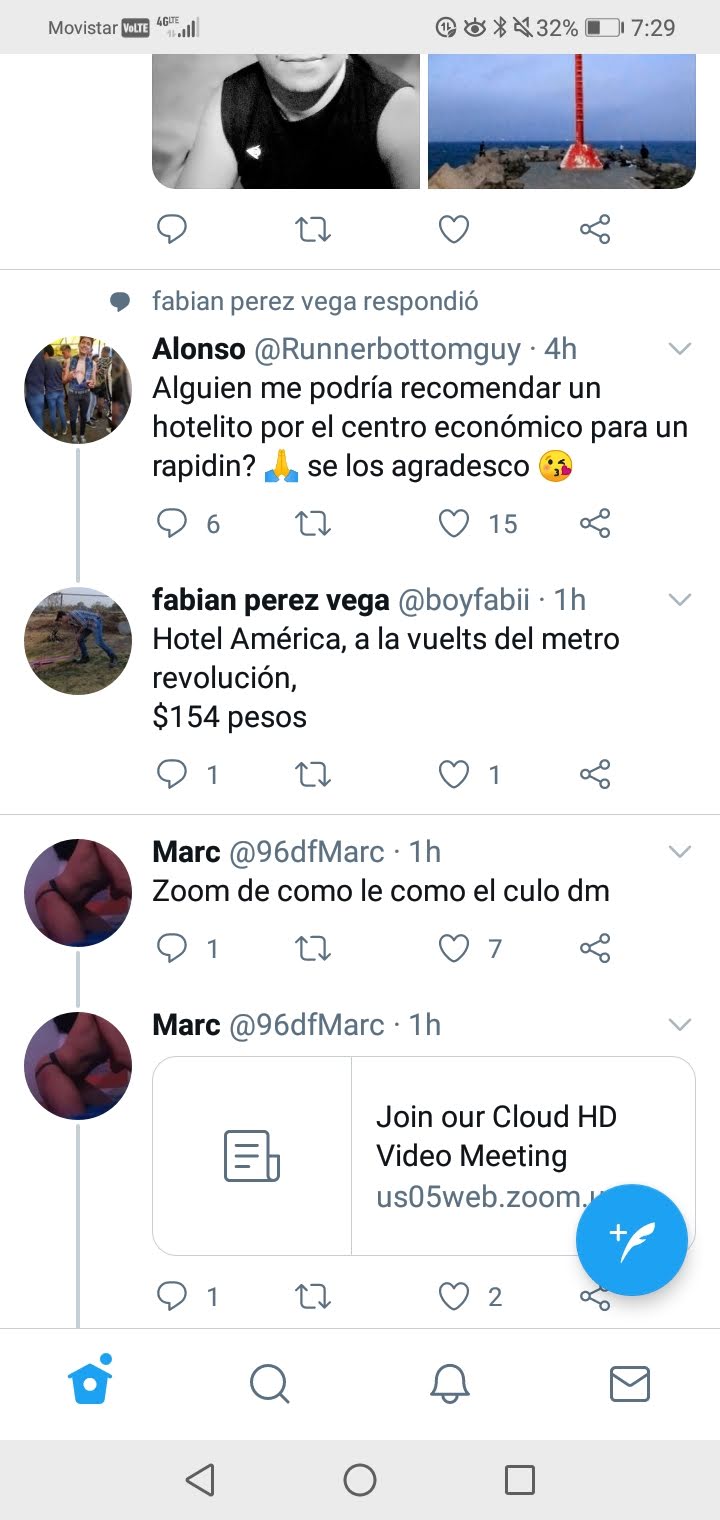 Movistar VoLTE 4G LTE 32% 7:29
fabian perez vega respondió
Alonso @Runnerbottomguy · 4h
Alguien me podría recomendar un
hotelito por el centro económico para un
rapidin? 🙏 se los agradesco 😘
6 15
fabian perez vega @boyfabii · 1h
Hotel América, a la vuelts del metro
revolución,
$154 pesos
1 1
Marc @96dfMarc · 1h
Zoom de como le como el culo dm
1 7
Marc @96dfMarc · 1h
Join our Cloud HD
Video Meeting
us05web.zoom.
1 2